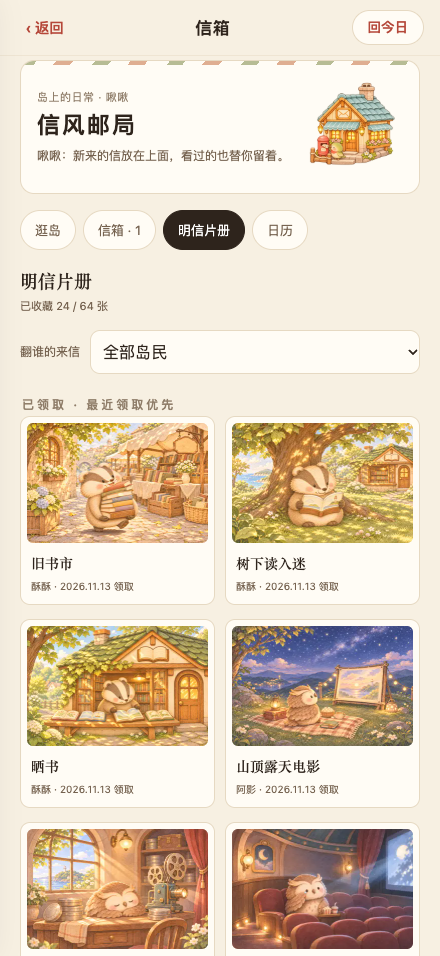 ‹ 返回
信箱
回今日
岛上的日常 · 啾啾
信风邮局
啾啾：新来的信放在上面，看过的也替你留着。
逛岛
信箱 · 1
明信片册
日历
明信片册
已收藏 24 / 64 张
翻谁的来信
全部岛民
已领取 · 最近领取优先
旧书市
酥酥 · 2026.11.13 领取
树下读入迷
酥酥 · 2026.11.13 领取
晒书
酥酥 · 2026.11.13 领取
山顶露天电影
阿影 · 2026.11.13 领取